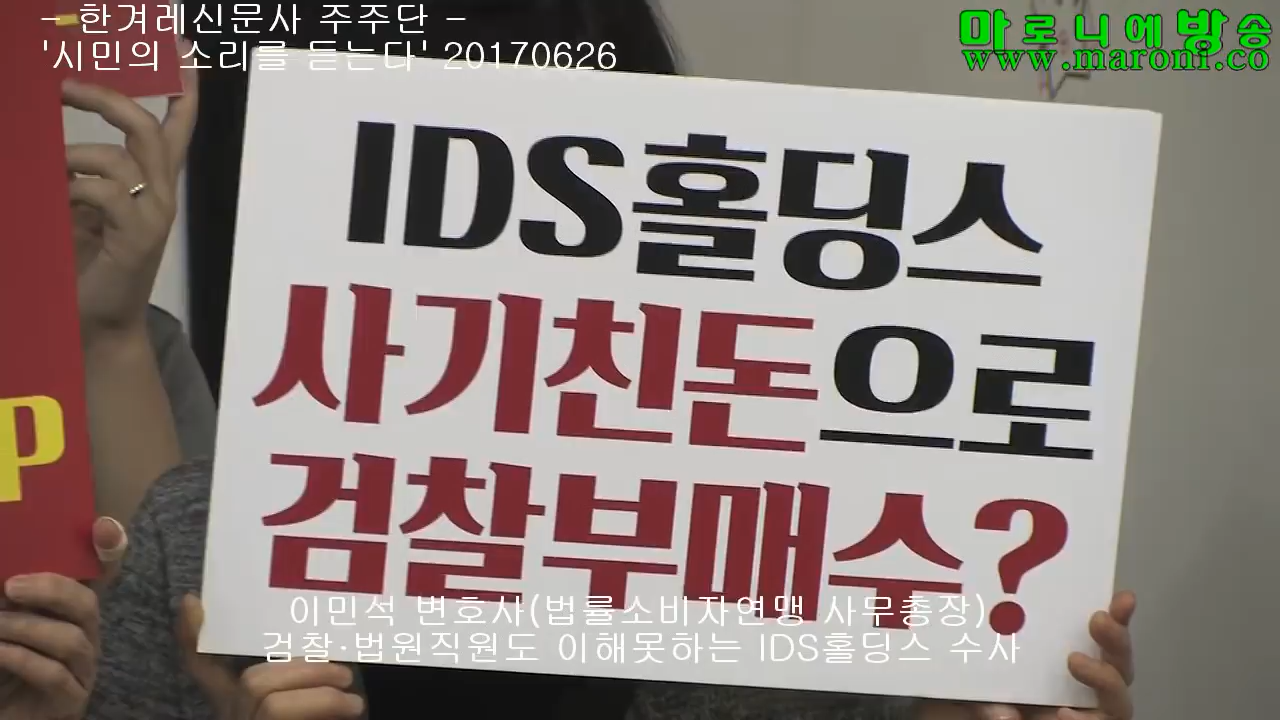 - 한겨레신문사 주주단 -
'시민의 소리를 듣는다' 20170626
마로니에방송
www.maroni.co
IDS홀딩스
사기친돈으로
검찰부매수?
P
이민석 변호사(법률소비자연맹 사무총장)
검찰·법원직원도 이해못하는 IDS홀딩스 수사